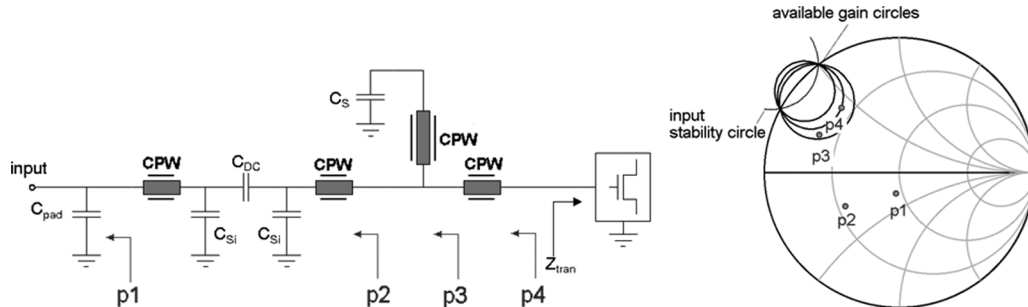 available gain circles
input
stability circle
p4
p3
p2
p1
C_S
CPW
CPW
C_DC
CPW
CPW
input
C_pad
C_Si
C_Si
Z_tran
p1
p2
p3
p4